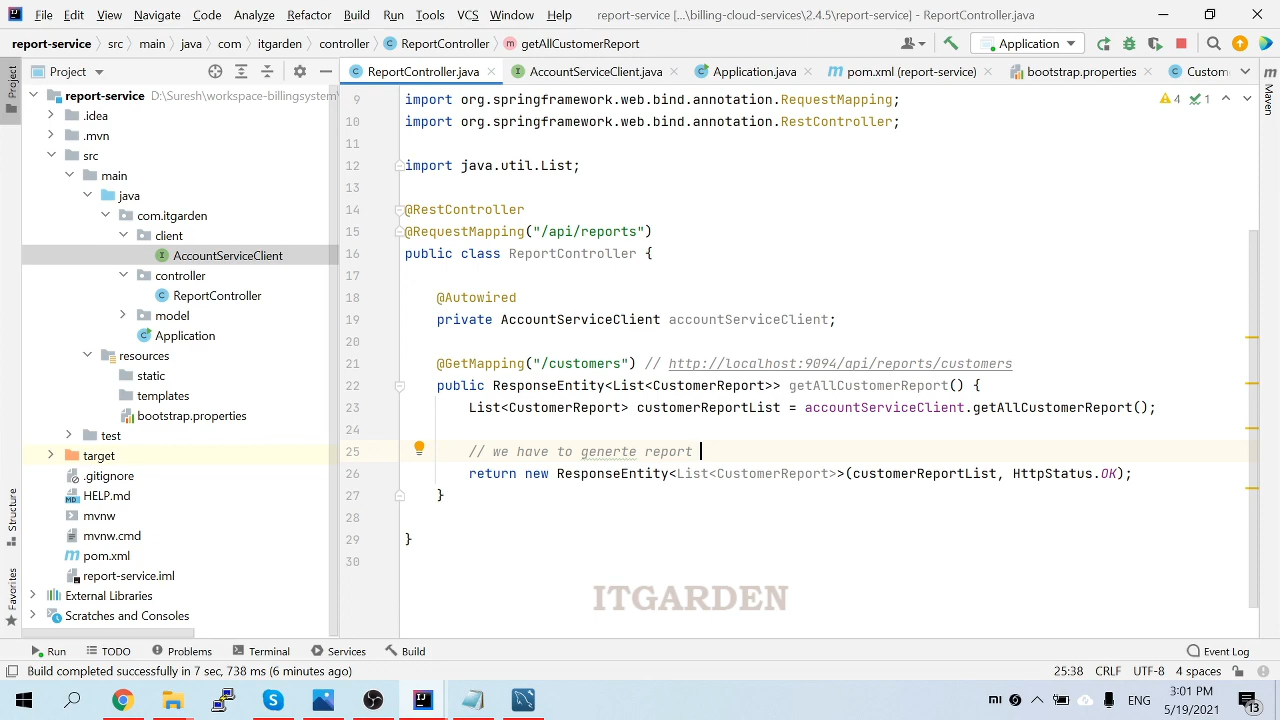 File Edit View Navigate Code Analyze Refactor Build Run Tools VCS Window Help report-service [...\billing-cloud-services\2.4.5\report-service] - ReportController.java
report-service src main java com itgarden controller ReportController getAllCustomerReport Application
Project ReportController.java AccountServiceClient.java Application.java pom.xml (report-service) bootstrap.properties Custom
Project
Structure
Favorites
Maven
report-service D:\Suresh\workspace-billingsystem\
.idea
.mvn
src
main
java
com.itgarden
client
AccountServiceClient
controller
ReportController
model
Application
resources
static
templates
bootstrap.properties
test
target
.gitignore
HELP.md
mvnw
mvnw.cmd
pom.xml
report-service.iml
External Libraries
Scratches and Consoles
4 1
9 import org.springframework.web.bind.annotation.RequestMapping;
10 import org.springframework.web.bind.annotation.RestController;
11
12 import java.util.List;
13
14 @RestController
15 @RequestMapping("/api/reports")
16 public class ReportController {
17
18 @Autowired
19 private AccountServiceClient accountServiceClient;
20
21 @GetMapping("/customers") // http://localhost:9094/api/reports/customers
22 public ResponseEntity<List<CustomerReport>> getAllCustomerReport() {
23 List<CustomerReport> customerReportList = accountServiceClient.getAllCustomerReport();
24
25 // we have to generte report
26 return new ResponseEntity<List<CustomerReport>>(customerReportList, HttpStatus.OK);
27 }
28
29 }
30
ITGARDEN
Run TODO Problems Terminal Services Build Event Log
Build completed successfully in 7 sec, 738 ms (6 minutes ago) 25:38 CRLF UTF-8 4 spaces
ENG 3:01 PM
5/19/2021 13